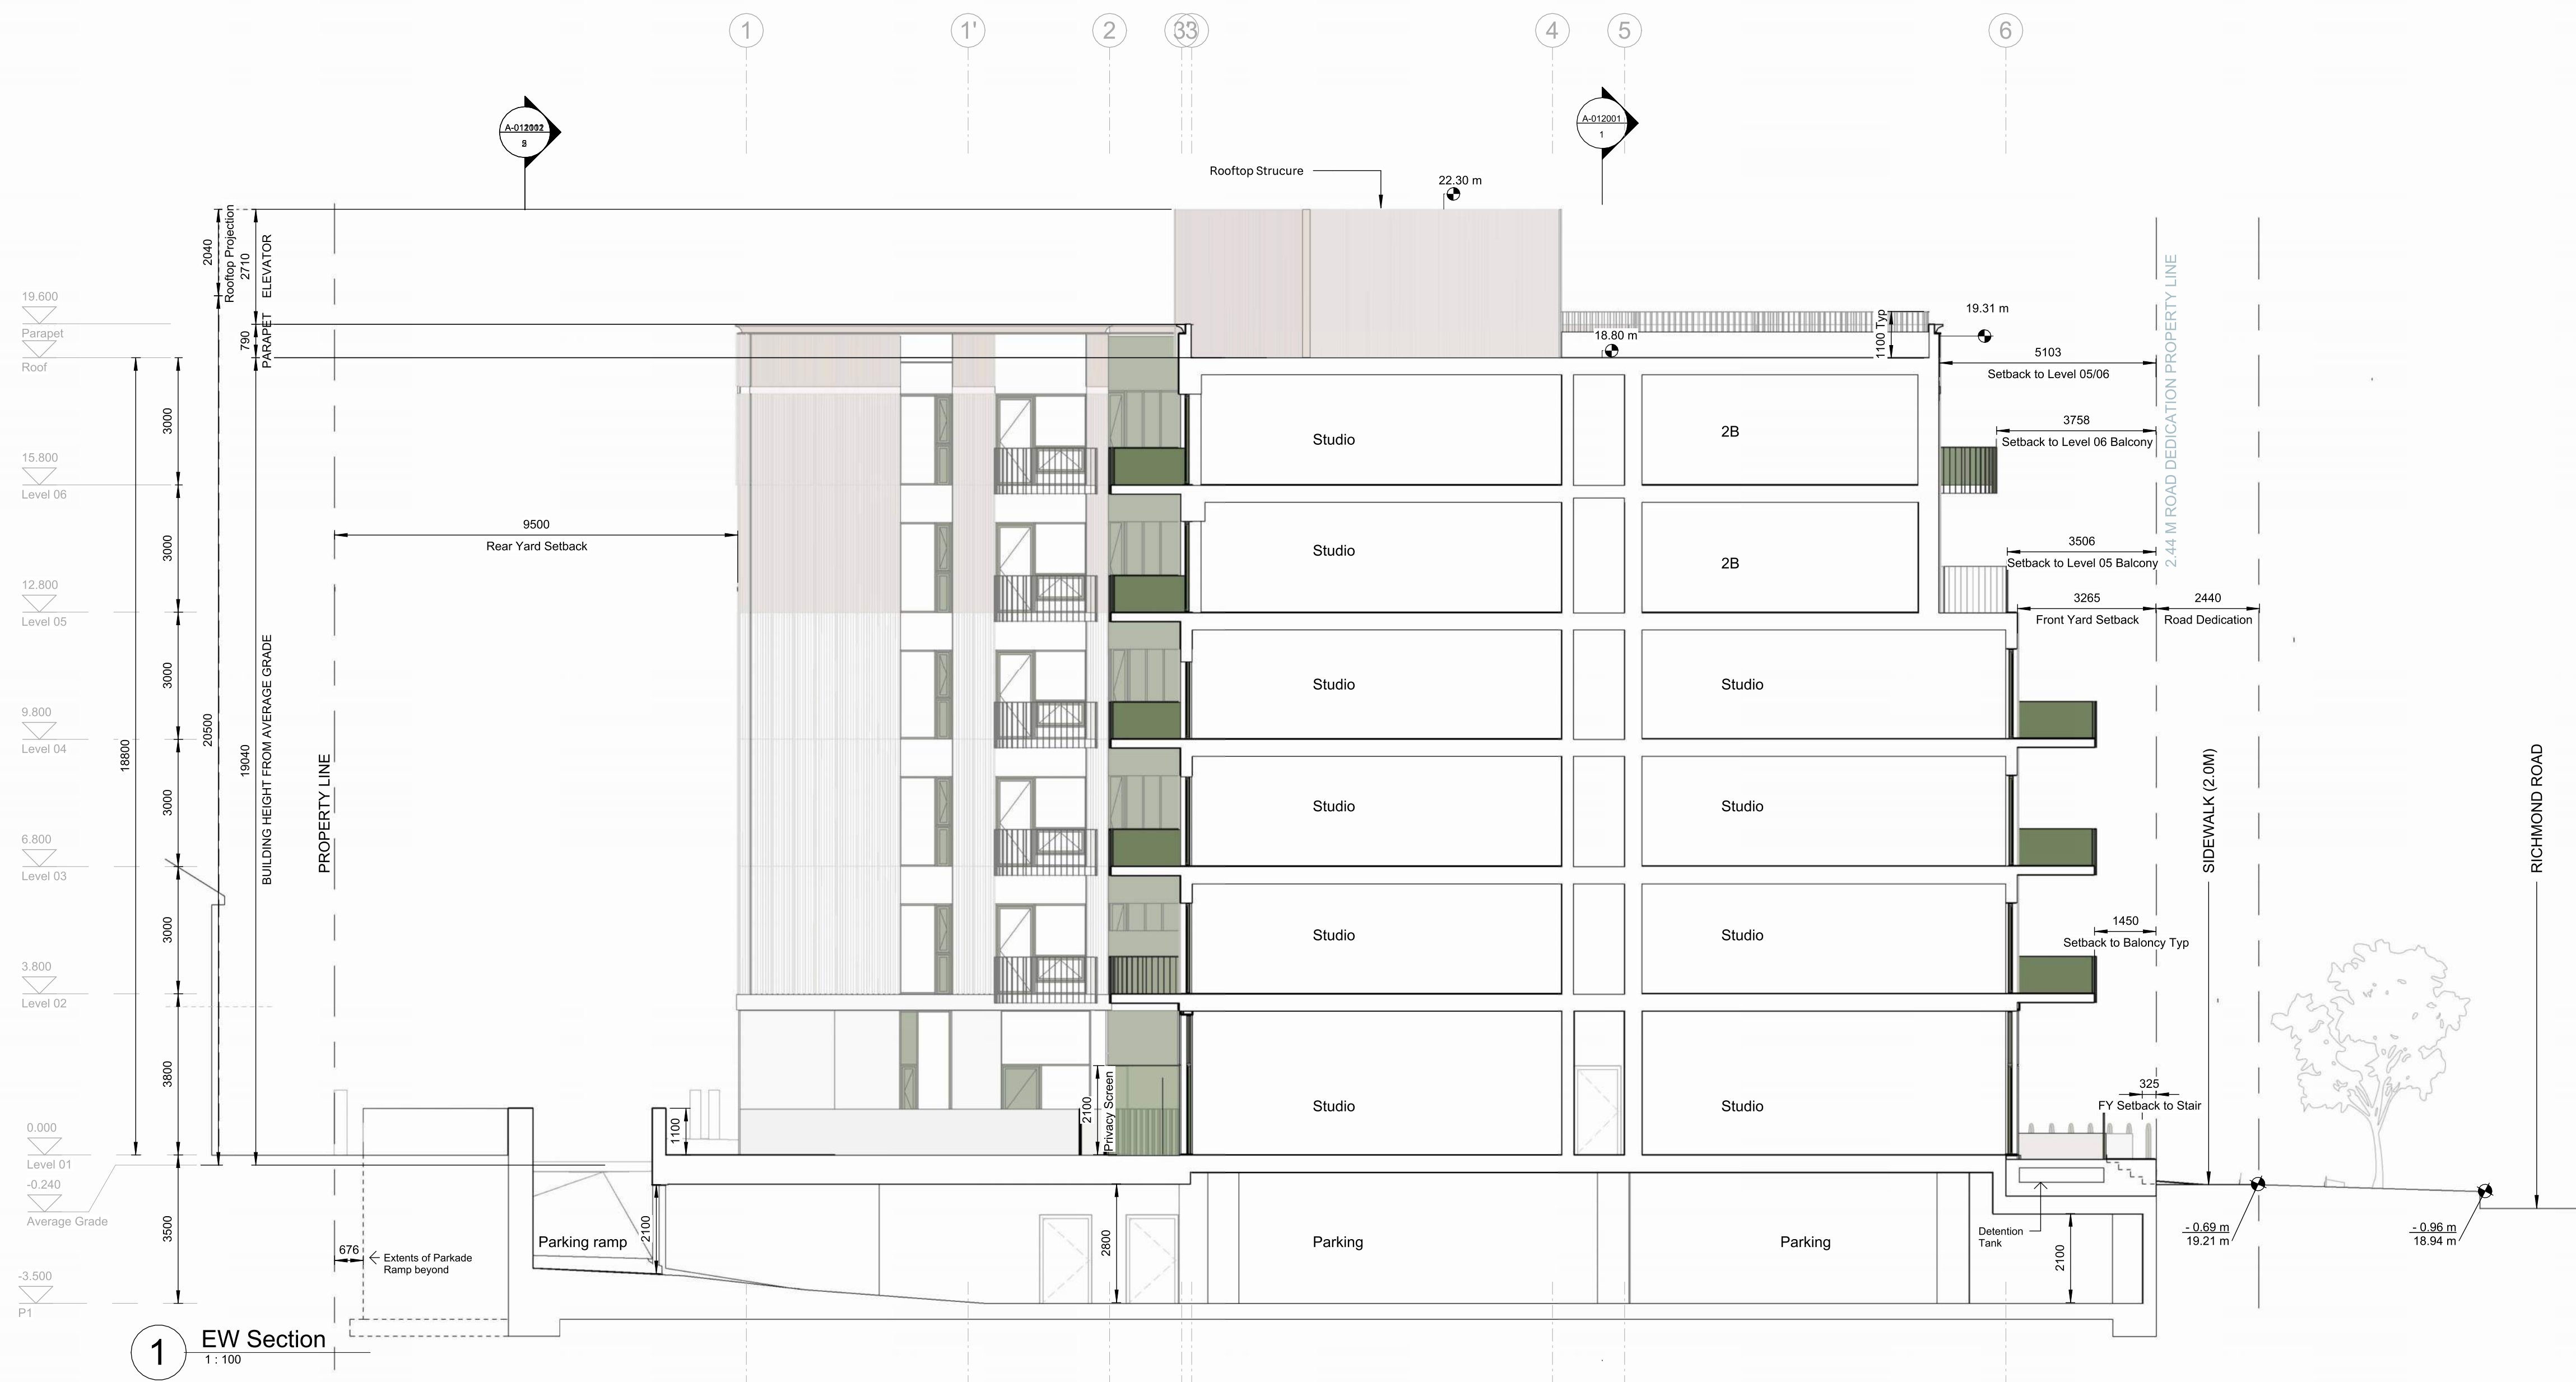 1
1'
2
3'
3
4
5
6
A-012001
1
Rooftop Strucure
22.30 m
2040
Rooftop Projection
2710
ELEVATOR
19.600
Parapet
Roof
790
PARAPET
18.80 m
1100 Typ
19.31 m
5103
Setback to Level 05/06
2.44 M ROAD DEDICATION PROPERTY LINE
3000
Studio
2B
3758
Setback to Level 06 Balcony
15.800
Level 06
9500
Rear Yard Setback
3000
Studio
2B
3506
Setback to Level 05 Balcony
12.800
Level 05
3265
Front Yard Setback
2440
Road Dedication
3000
Studio
Studio
9.800
Level 04
18800
20500
19040
BUILDING HEIGHT FROM AVERAGE GRADE
PROPERTY LINE
3000
Studio
Studio
SIDEWALK (2.0M)
RICHMOND ROAD
6.800
Level 03
3000
Studio
Studio
1450
Setback to Baloncy Typ
3.800
Level 02
3800
1100
2100
Privacy Screen
Studio
Studio
325
FY Setback to Stair
0.000
Level 01
-0.240
Average Grade
3500
676
Extents of Parkade
Ramp beyond
Parking ramp
2100
2800
Parking
Parking
Detention
Tank
2100
- 0.69 m
19.21 m
- 0.96 m
18.94 m
-3.500
P1
1
EW Section
1 : 100